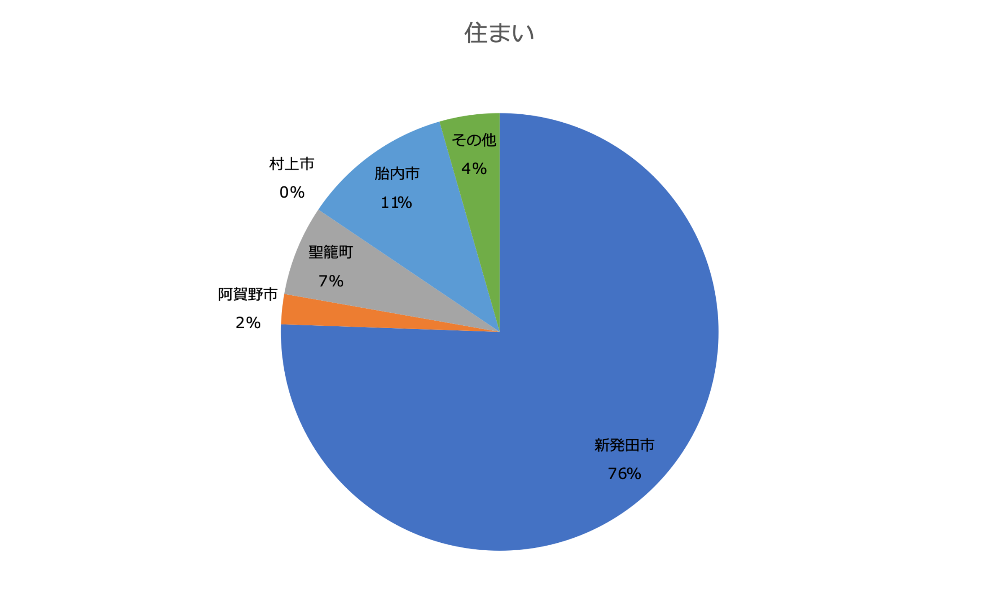 住まい
その他
4%
村上市
0%
胎内市
11%
聖籠町
7%
阿賀野市
2%
新発田市
76%